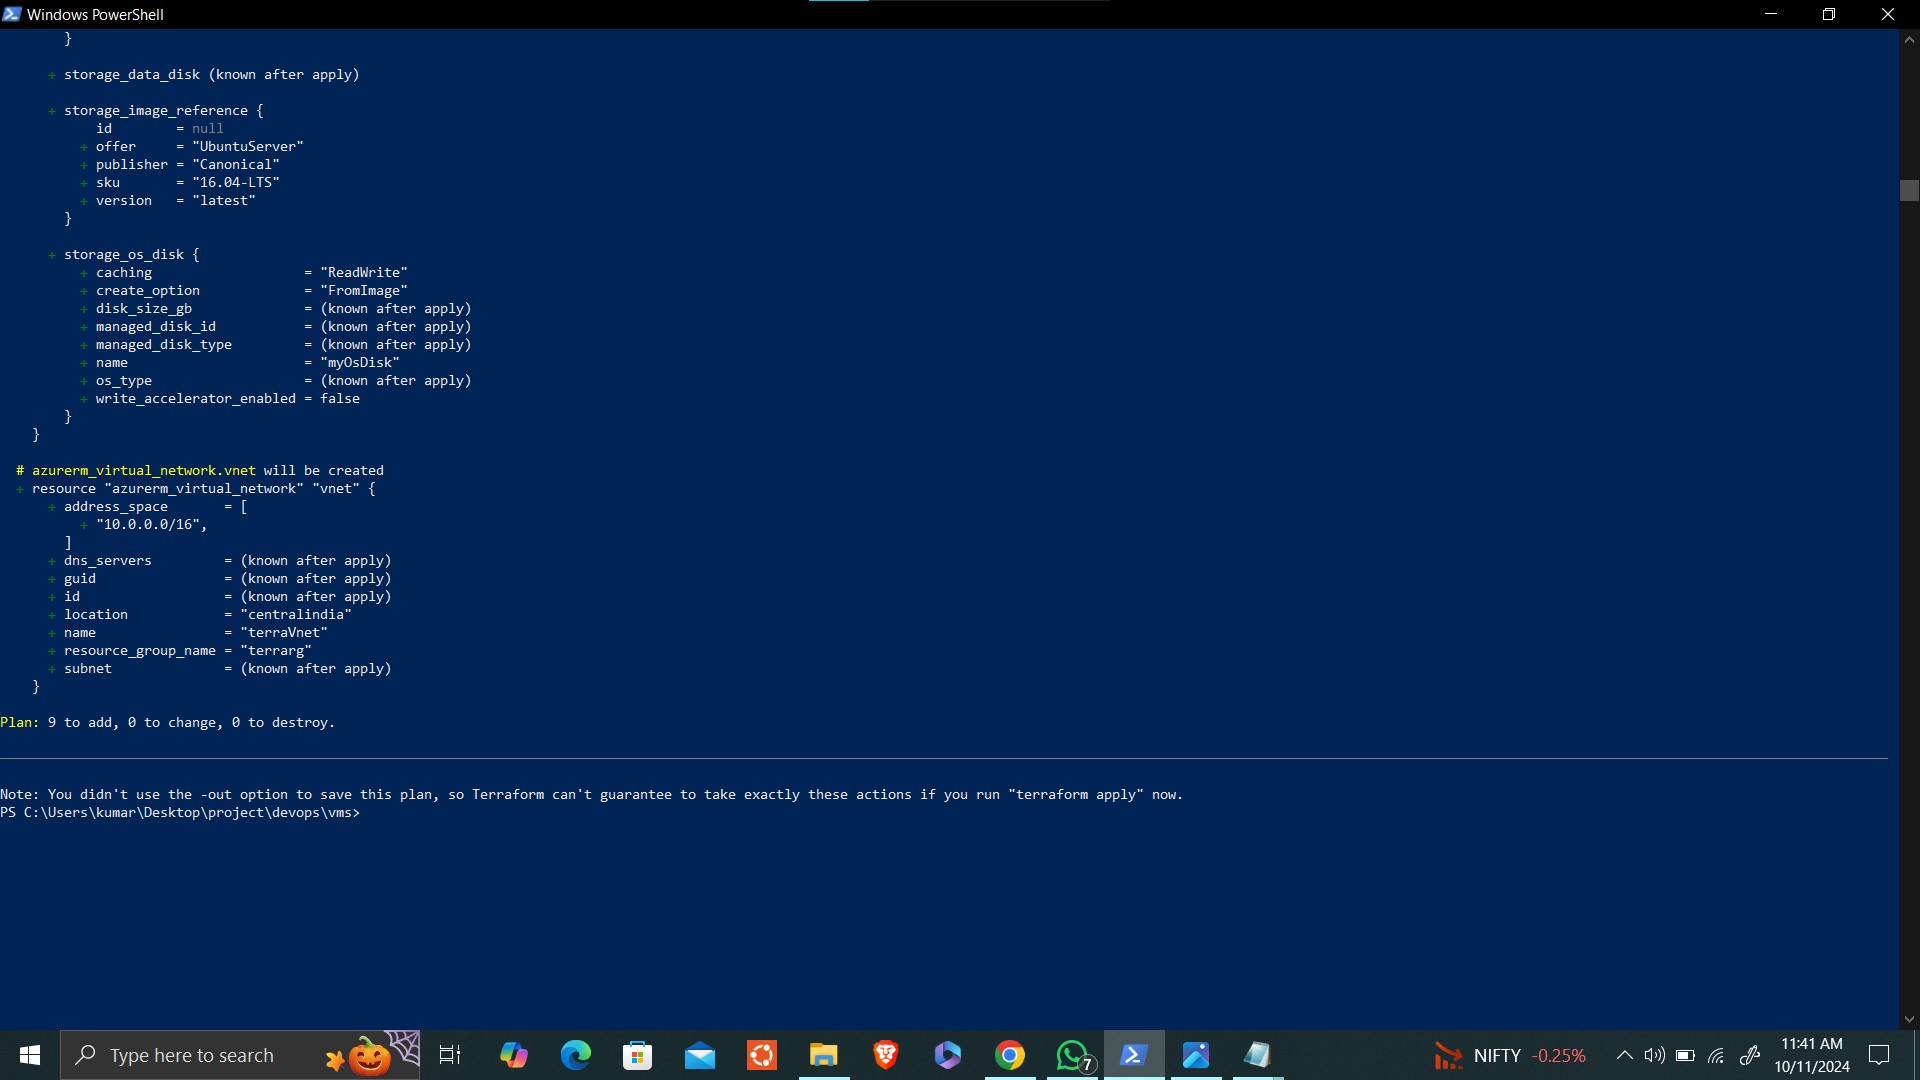 Windows PowerShell
}
+ storage_data_disk (known after apply)
+ storage_image_reference {
id = null
+ offer = "UbuntuServer"
+ publisher = "Canonical"
+ sku = "16.04-LTS"
+ version = "latest"
}
+ storage_os_disk {
+ caching = "ReadWrite"
+ create_option = "FromImage"
+ disk_size_gb = (known after apply)
+ managed_disk_id = (known after apply)
+ managed_disk_type = (known after apply)
+ name = "myOsDisk"
+ os_type = (known after apply)
+ write_accelerator_enabled = false
}
}
# azurerm_virtual_network.vnet will be created
+ resource "azurerm_virtual_network" "vnet" {
+ address_space = [
+ "10.0.0.0/16",
]
+ dns_servers = (known after apply)
+ guid = (known after apply)
+ id = (known after apply)
+ location = "centralindia"
+ name = "terraVnet"
+ resource_group_name = "terrarg"
+ subnet = (known after apply)
}
Plan: 9 to add, 0 to change, 0 to destroy.
Note: You didn't use the -out option to save this plan, so Terraform can't guarantee to take exactly these actions if you run "terraform apply" now.
PS C:\Users\kumar\Desktop\project\devops\vms>
Type here to search
7
NIFTY -0.25%
11:41 AM
10/11/2024